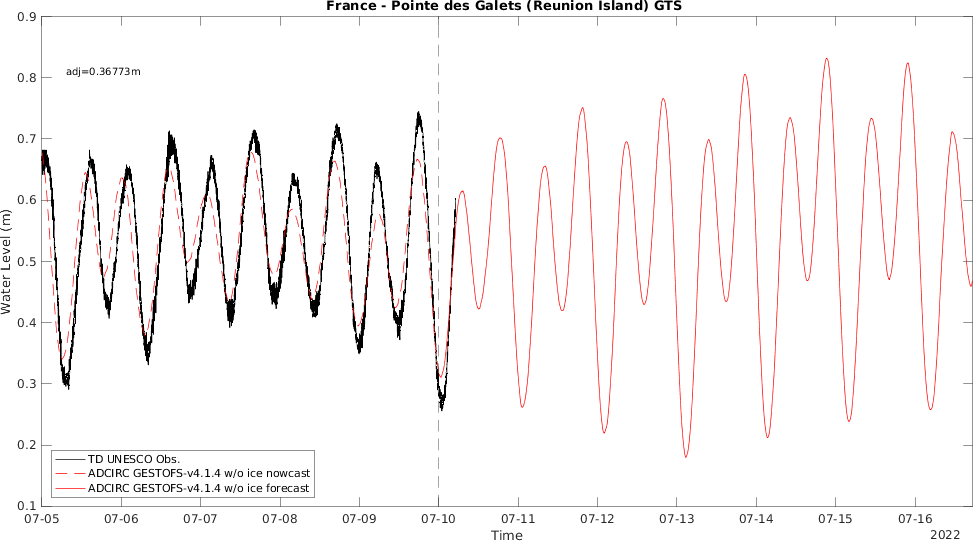 France - Pointe des Galets (Reunion Island) GTS
adj=0.36773m
0.9
0.8
0.7
0.6
0.5
0.4
0.3
0.2
0.1
Water Level (m)
TD UNESCO Obs.
ADCIRC GESTOFS-v4.1.4 w/o ice nowcast
ADCIRC GESTOFS-v4.1.4 w/o ice forecast
07-05 07-06 07-07 07-08 07-09 07-10 07-11 07-12 07-13 07-14 07-15 07-16
Time
2022